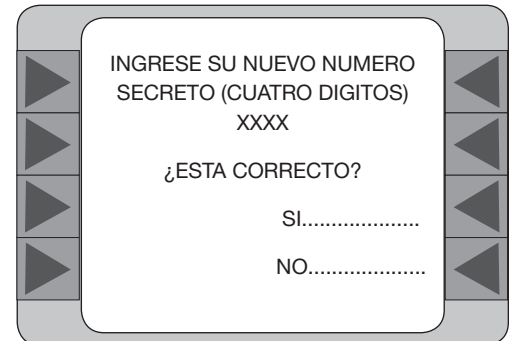 INGRESE SU NUEVO NUMERO
SECRETO (CUATRO DIGITOS)
XXXX
¿ESTA CORRECTO?
SI....................
NO....................